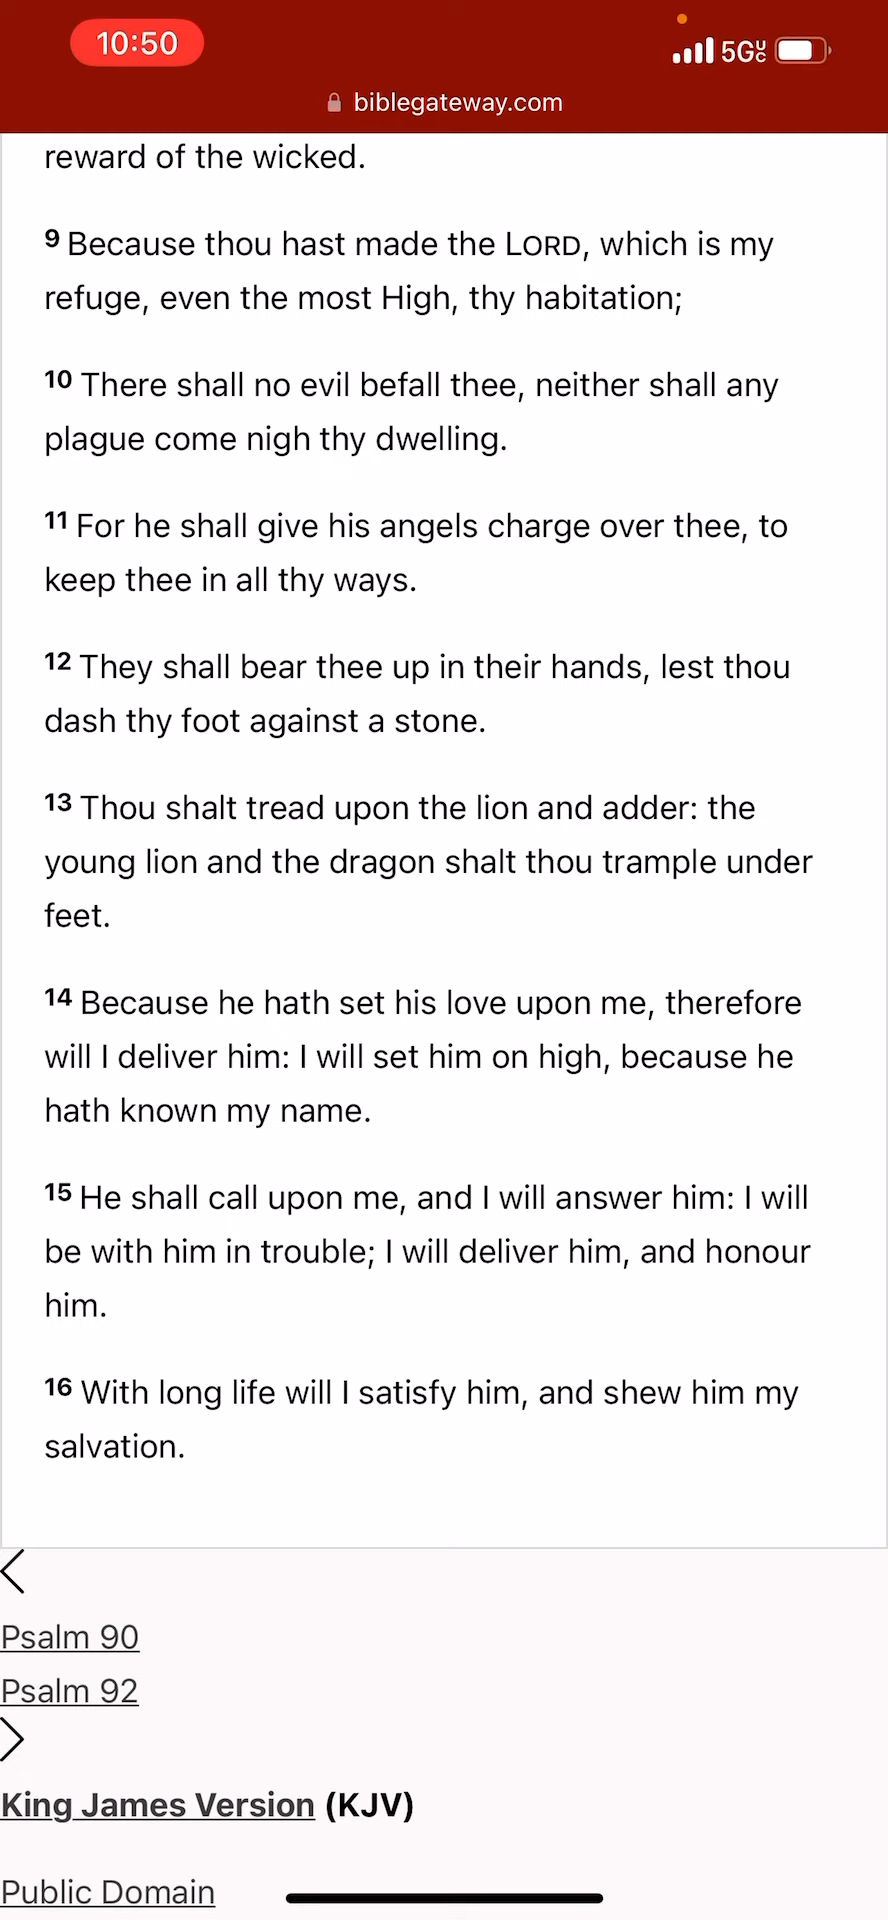 10:50
5G UC
biblegateway.com
reward of the wicked.
9 Because thou hast made the LORD, which is my
refuge, even the most High, thy habitation;
10 There shall no evil befall thee, neither shall any
plague come nigh thy dwelling.
11 For he shall give his angels charge over thee, to
keep thee in all thy ways.
12 They shall bear thee up in their hands, lest thou
dash thy foot against a stone.
13 Thou shalt tread upon the lion and adder: the
young lion and the dragon shalt thou trample under
feet.
14 Because he hath set his love upon me, therefore
will I deliver him: I will set him on high, because he
hath known my name.
15 He shall call upon me, and I will answer him: I will
be with him in trouble; I will deliver him, and honour
him.
16 With long life will I satisfy him, and shew him my
salvation.
Psalm 90
Psalm 92
King James Version (KJV)
Public Domain